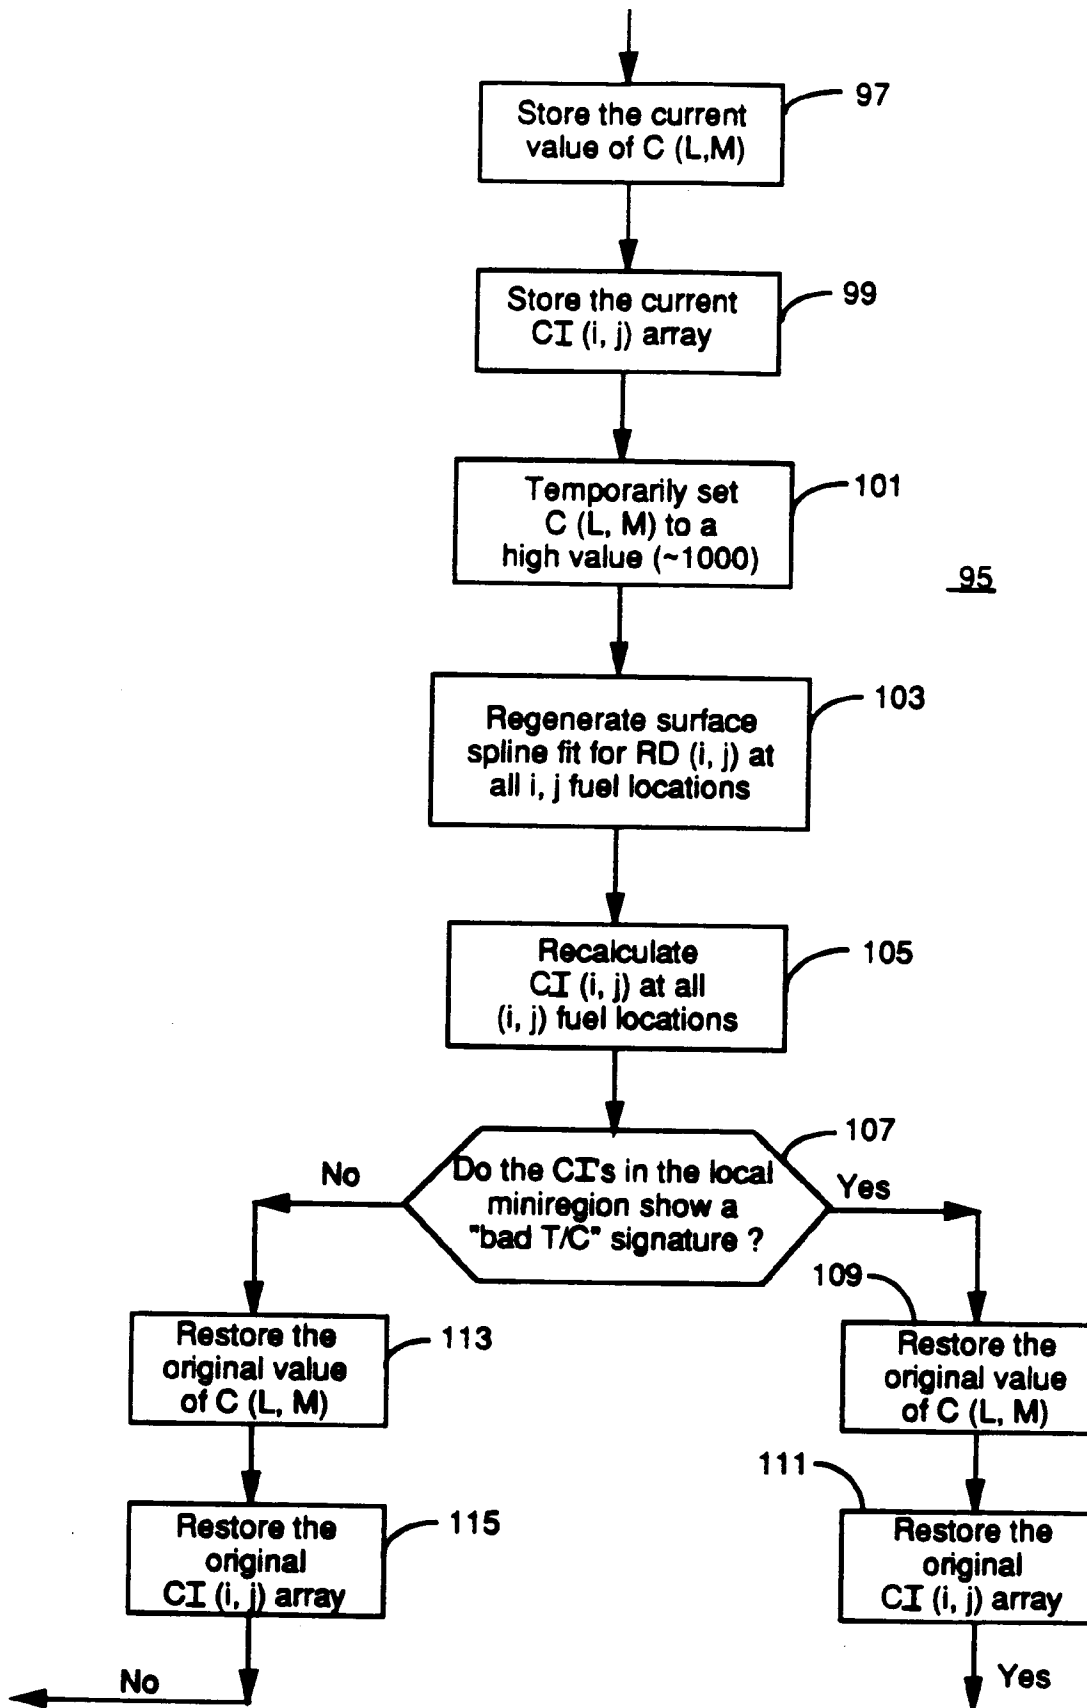 Store the current
value of C (L,M)
97
Store the current
CI (i, j) array
99
Temporarily set
C (L, M) to a
high value (~1000)
101
95
Regenerate surface
spline fit for RD (i, j) at
all i, j fuel locations
103
Recalculate
CI (i, j) at all
(i, j) fuel locations
105
Do the CI's in the local
miniregion show a
"bad T/C" signature ?
107
No
Yes
Restore the
original value
of C (L, M)
113
109
Restore the
original value
of C (L, M)
Restore the
original
CI (i, j) array
115
111
Restore the
original
CI (i, j) array
No
Yes